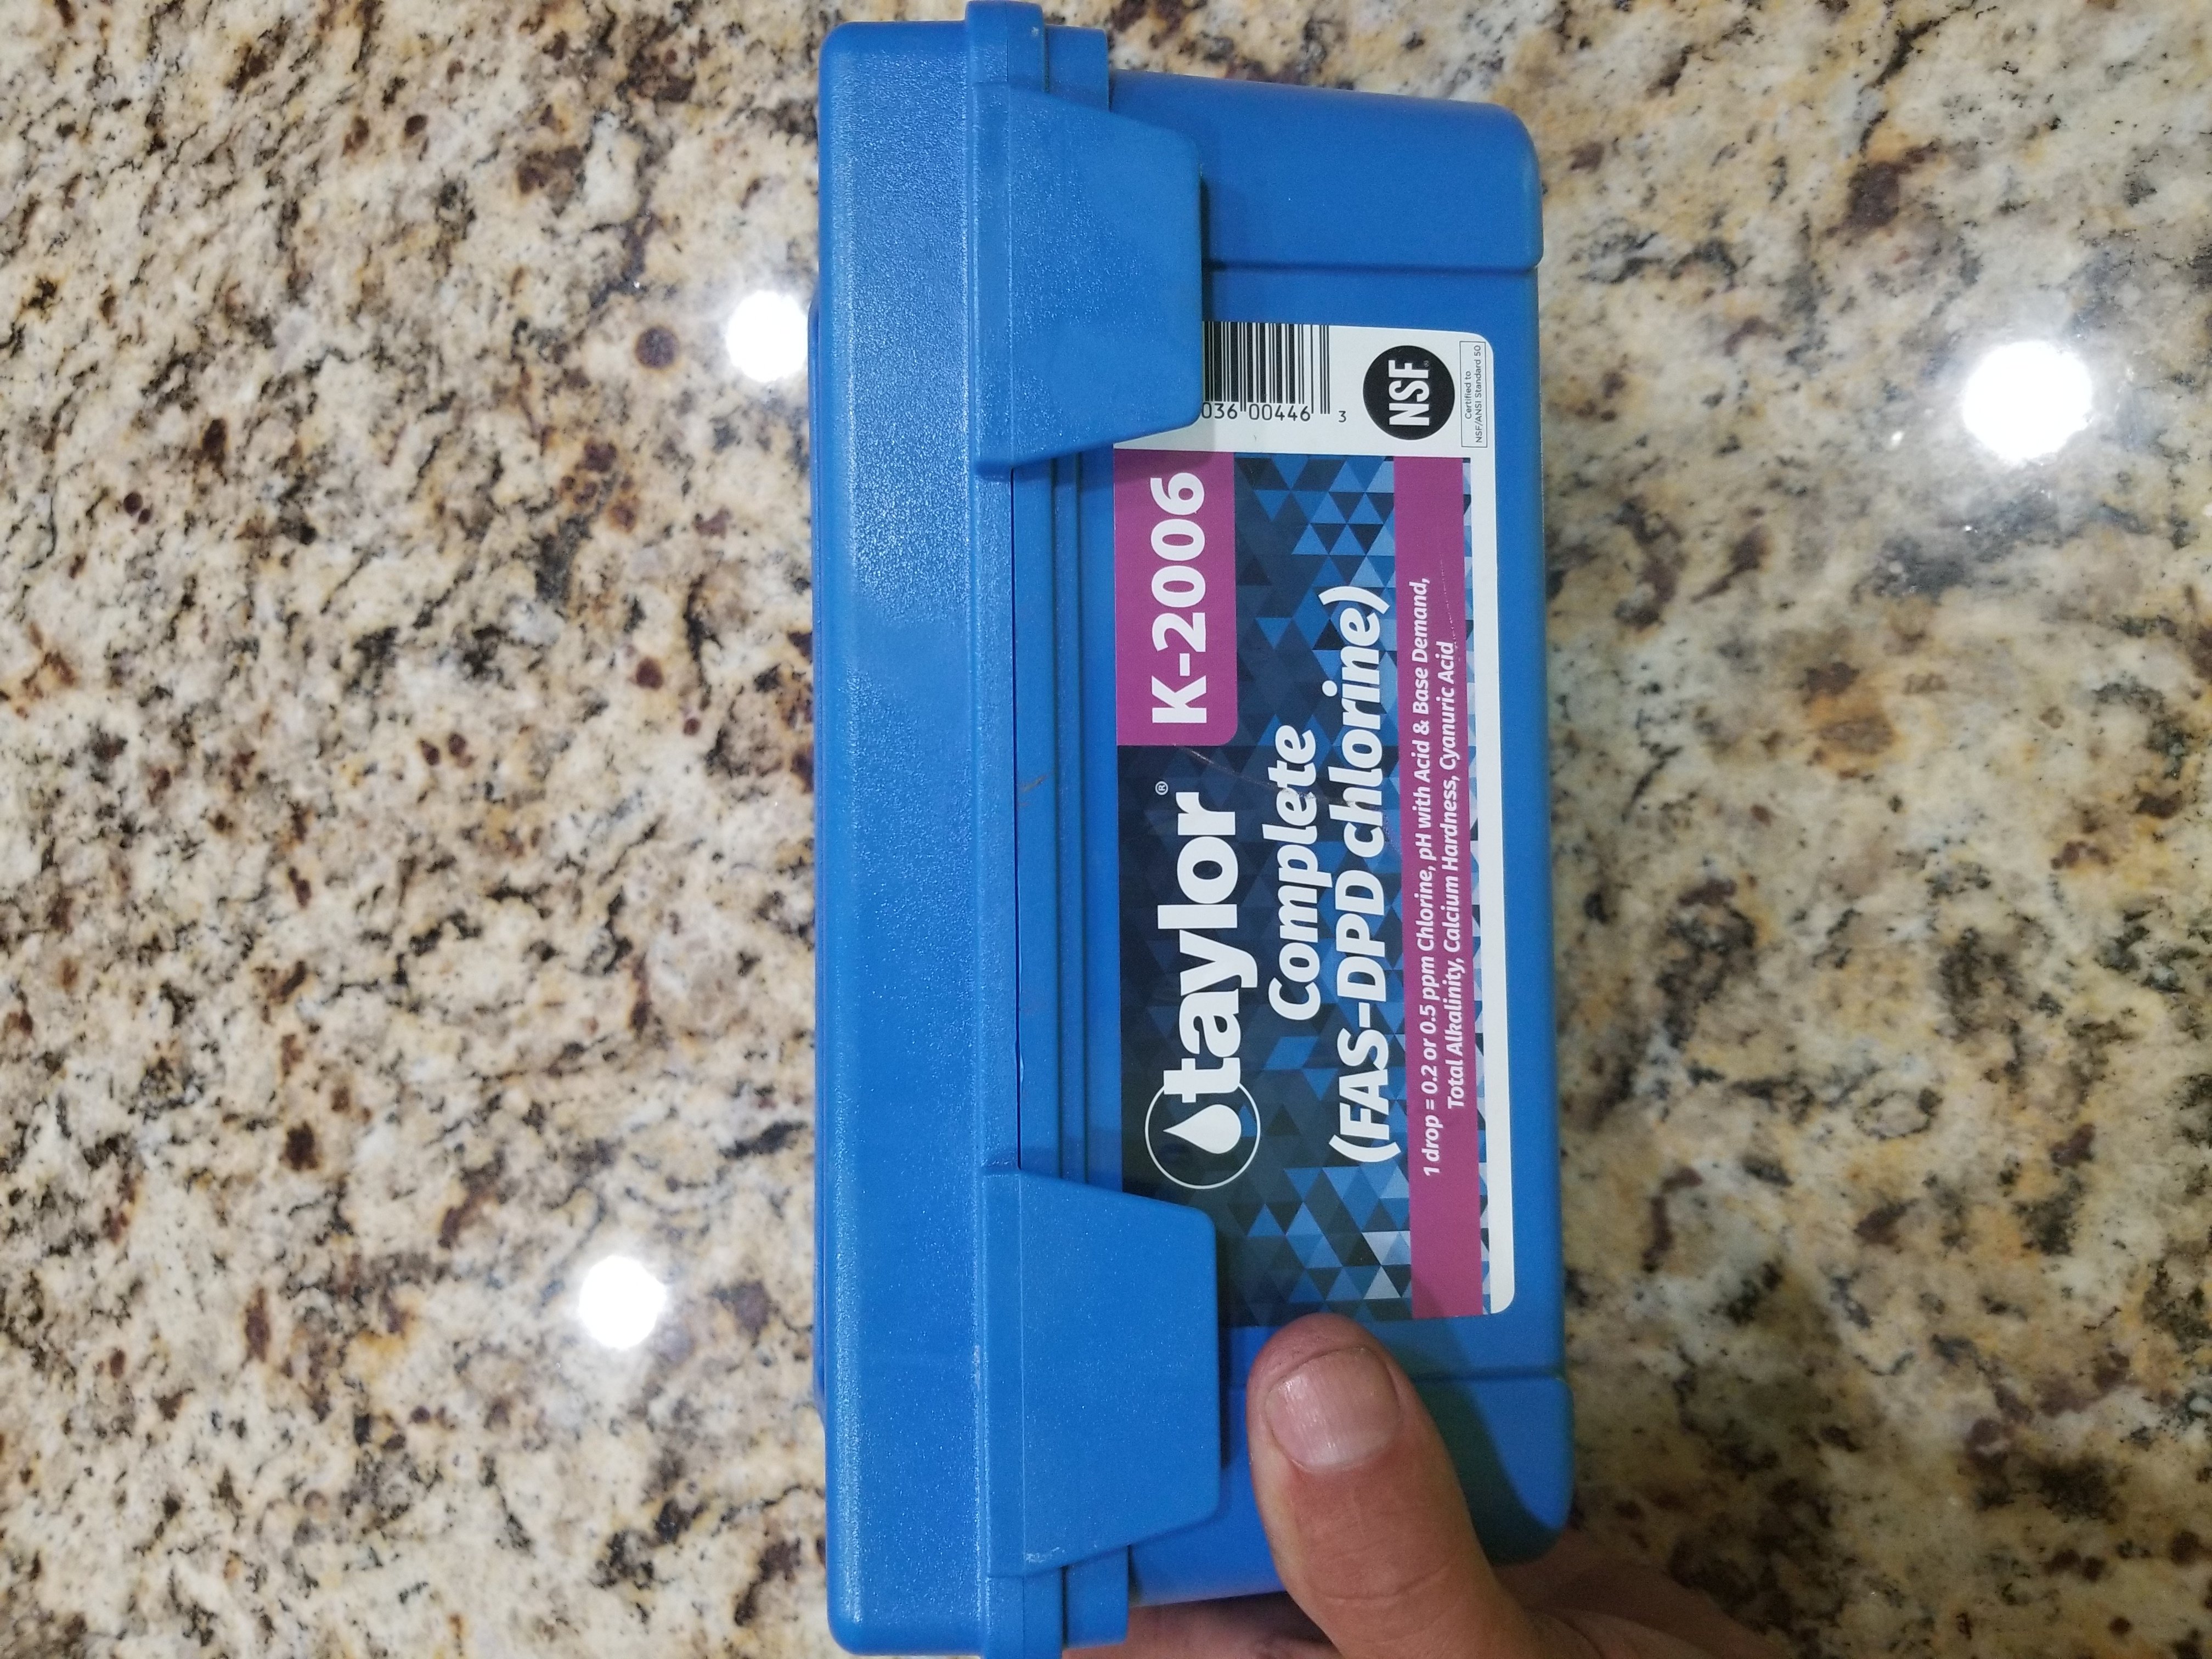 taylor®
K-2006
Complete
(FAS-DPD chlorine)
1 drop = 0.2 or 0.5 ppm Chlorine, pH with Acid & Base Demand,
Total Alkalinity, Calcium Hardness, Cyanuric Acid
036 00446 3
NSF
Certified to
NSF/ANSI Standard 50